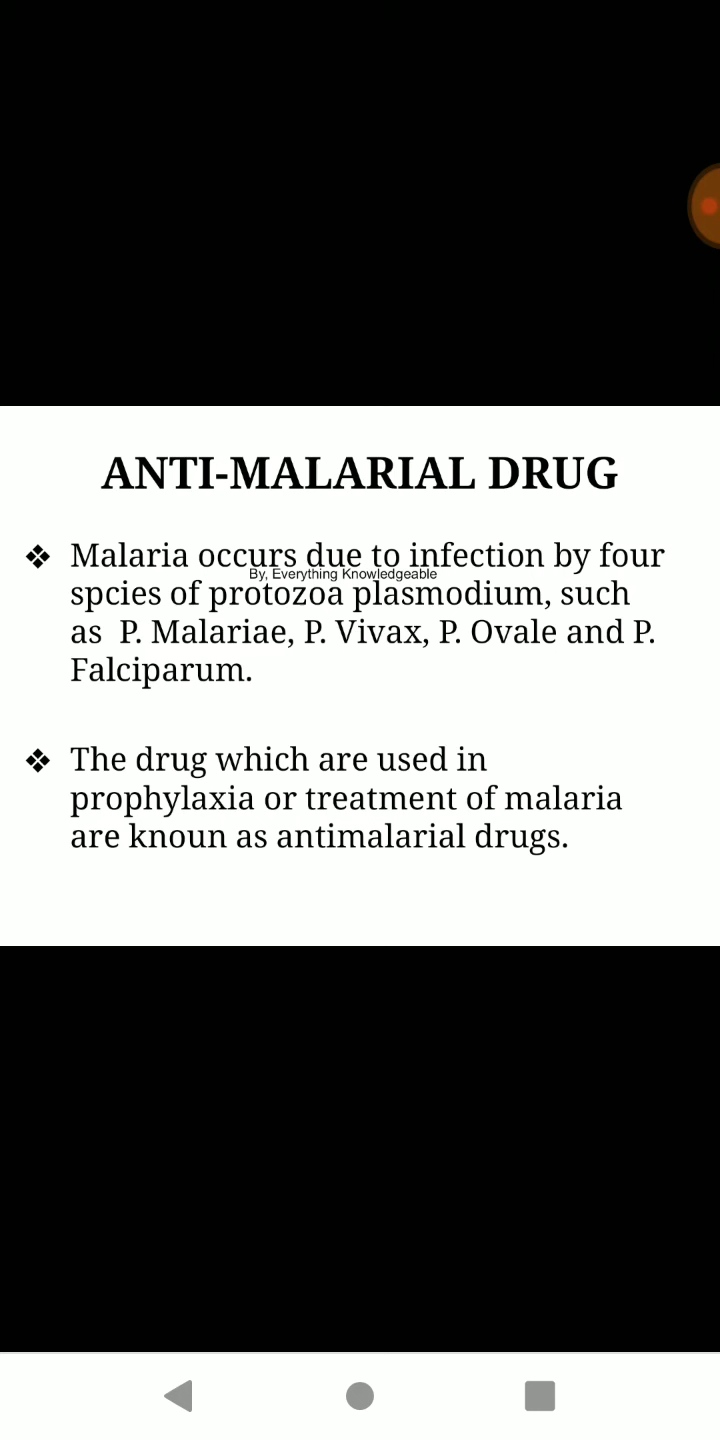 ANTI-MALARIAL DRUG
❖ Malaria occurs due to infection by four
By, Everything Knowledgeable
spcies of protozoa plasmodium, such
as P. Malariae, P. Vivax, P. Ovale and P.
Falciparum.
❖ The drug which are used in
prophylaxia or treatment of malaria
are knoun as antimalarial drugs.